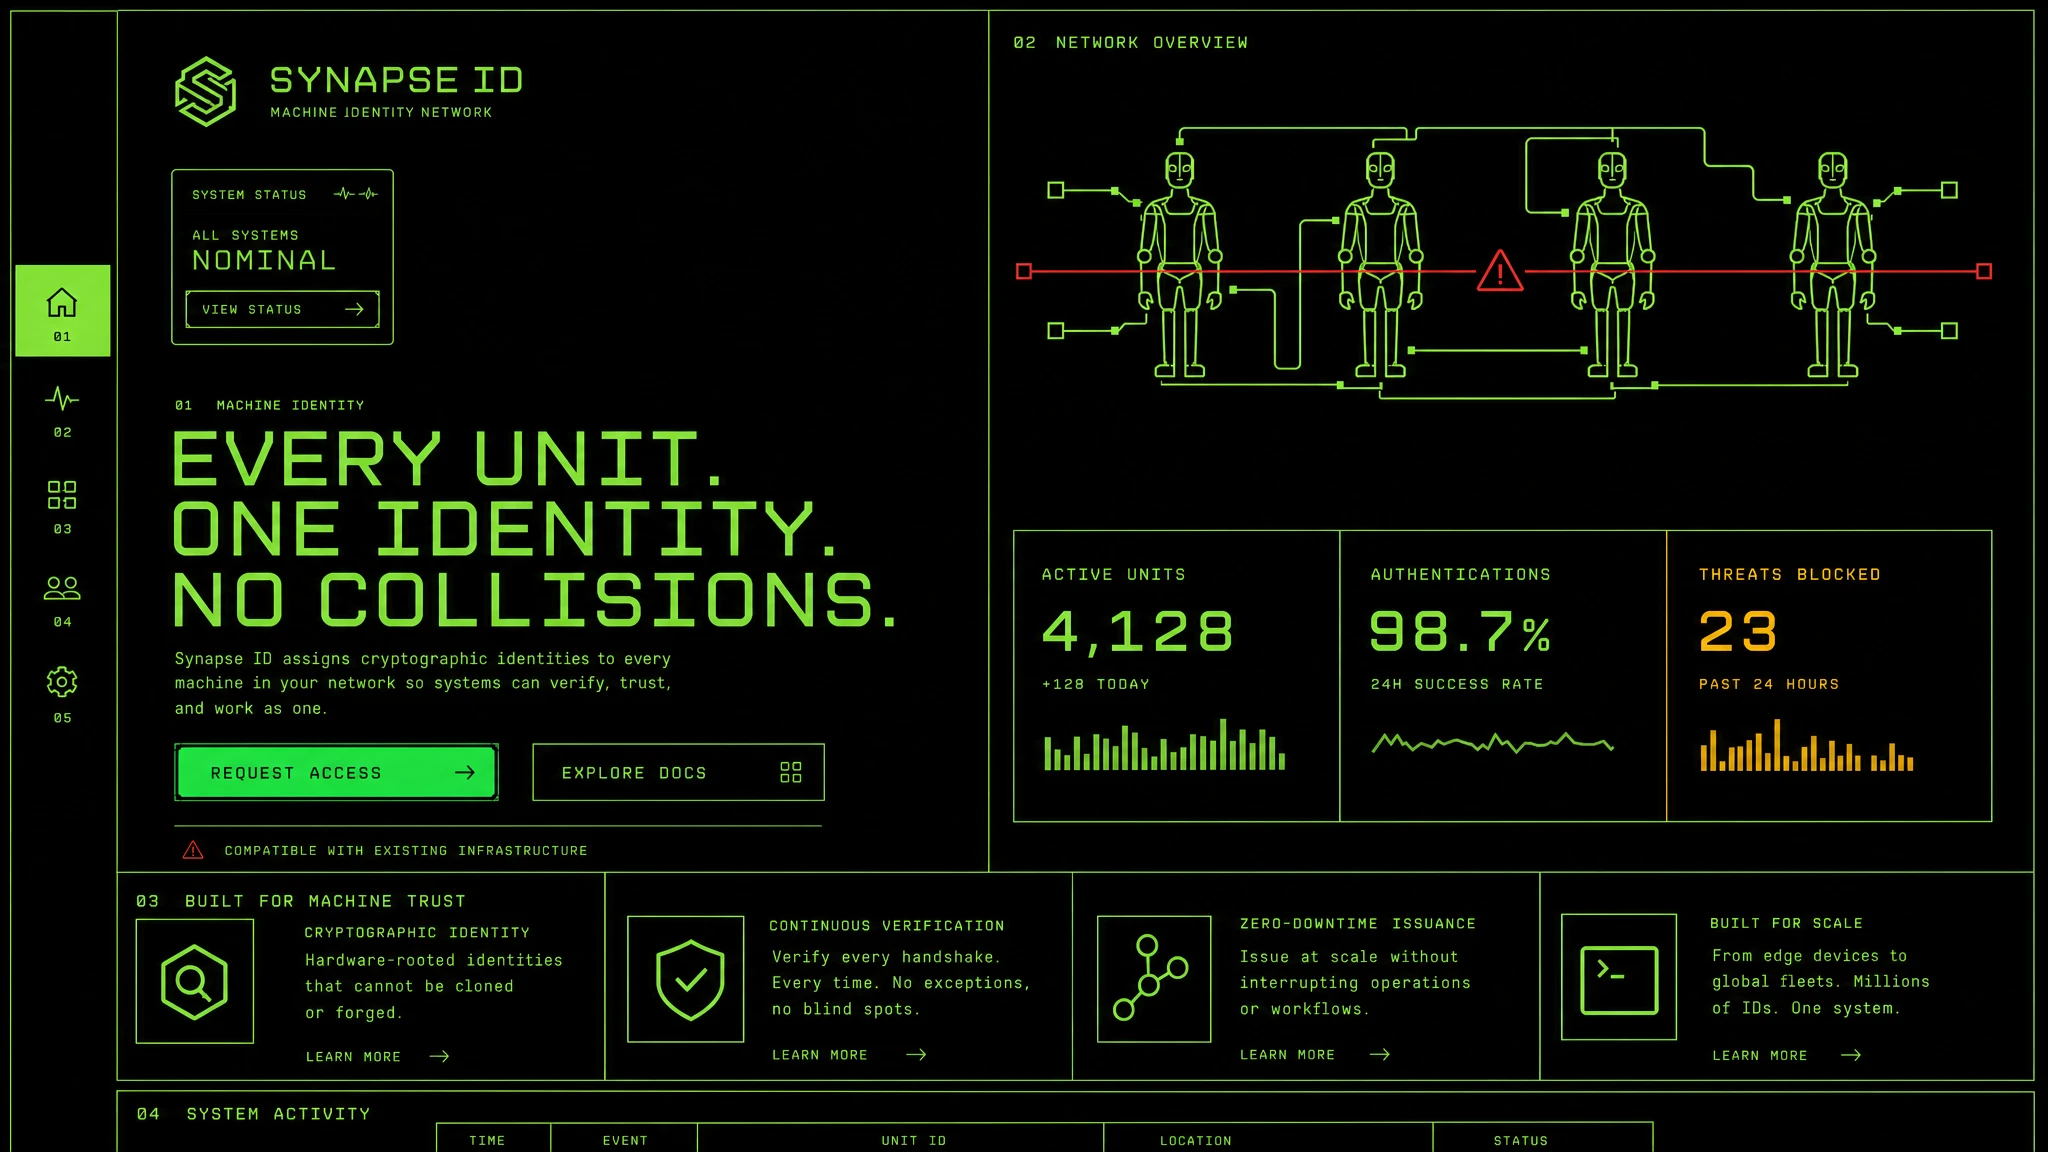 SYNAPSE ID
MACHINE IDENTITY NETWORK
SYSTEM STATUS
ALL SYSTEMS
NOMINAL
VIEW STATUS
01
02
03
04
05
01 MACHINE IDENTITY
EVERY UNIT.
ONE IDENTITY.
NO COLLISIONS.
Synapse ID assigns cryptographic identities to every
machine in your network so systems can verify, trust,
and work as one.
REQUEST ACCESS
EXPLORE DOCS
COMPATIBLE WITH EXISTING INFRASTRUCTURE
02 NETWORK OVERVIEW
ACTIVE UNITS
4,128
+128 TODAY
AUTHENTICATIONS
98.7%
24H SUCCESS RATE
THREATS BLOCKED
23
PAST 24 HOURS
03 BUILT FOR MACHINE TRUST
CRYPTOGRAPHIC IDENTITY
Hardware-rooted identities
that cannot be cloned
or forged.
LEARN MORE
CONTINUOUS VERIFICATION
Verify every handshake.
Every time. No exceptions,
no blind spots.
LEARN MORE
ZERO-DOWNTIME ISSUANCE
Issue at scale without
interrupting operations
or workflows.
LEARN MORE
BUILT FOR SCALE
From edge devices to
global fleets. Millions
of IDs. One system.
LEARN MORE
04 SYSTEM ACTIVITY
TIME EVENT UNIT ID LOCATION STATUS